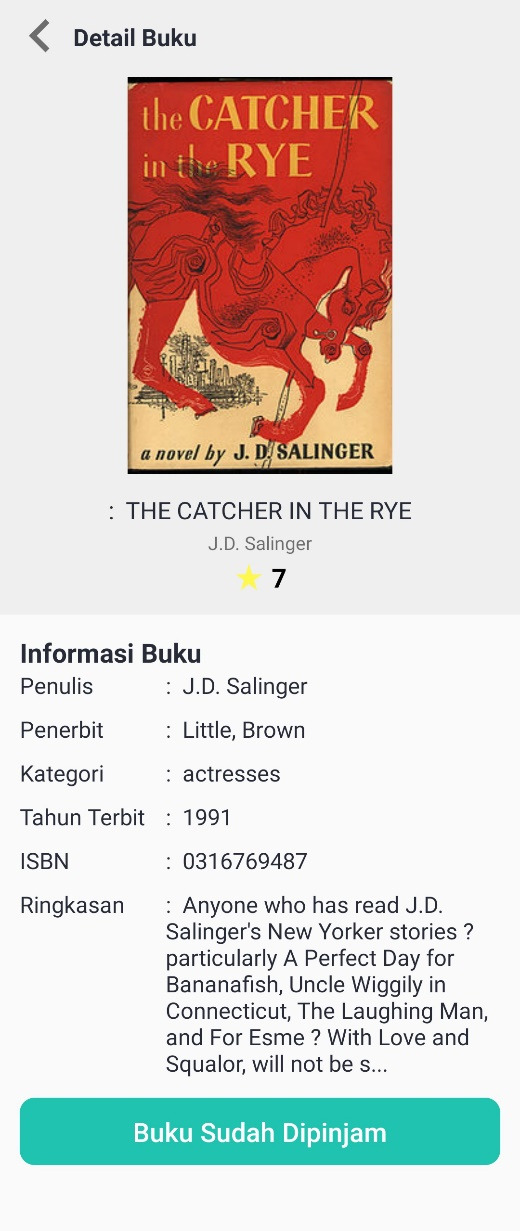 Detail Buku
the CATCHER
in the RYE
a novel by J. D. SALINGER
: THE CATCHER IN THE RYE
J.D. Salinger
7
Informasi Buku
Penulis : J.D. Salinger
Penerbit : Little, Brown
Kategori : actresses
Tahun Terbit : 1991
ISBN : 0316769487
Ringkasan : Anyone who has read J.D.
Salinger's New Yorker stories ?
particularly A Perfect Day for
Bananafish, Uncle Wiggily in
Connecticut, The Laughing Man,
and For Esme ? With Love and
Squalor, will not be s...
Buku Sudah Dipinjam